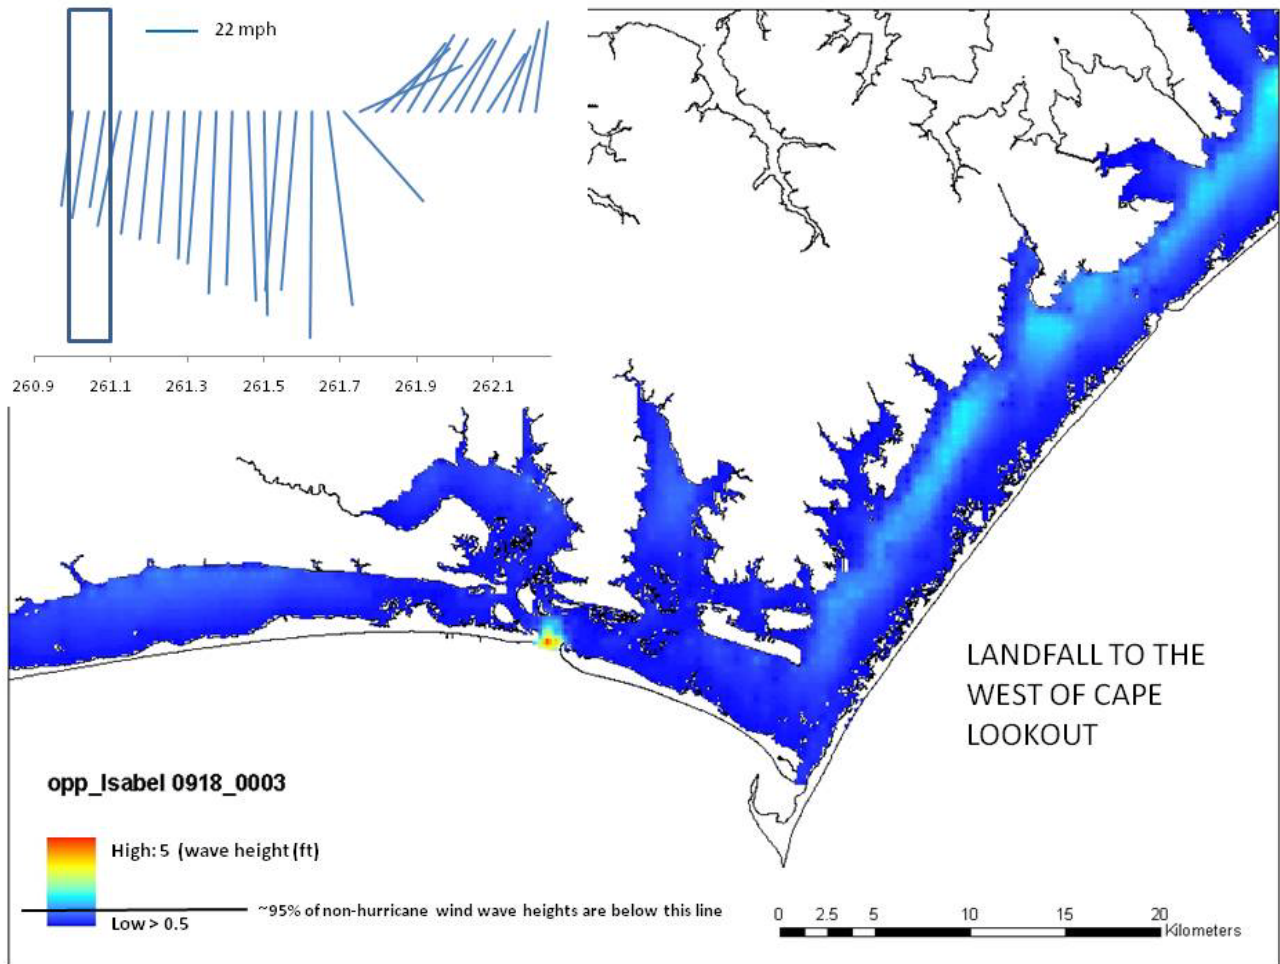 22 mph
260.9 261.1 261.3 261.5 261.7 261.9 262.1
LANDFALL TO THE
WEST OF CAPE
LOOKOUT
opp_Isabel 0918_0003
High: 5 (wave height (ft)
~95% of non-hurricane wind wave heights are below this line
Low > 0.5
0 2.5 5 10 15 20
Kilometers